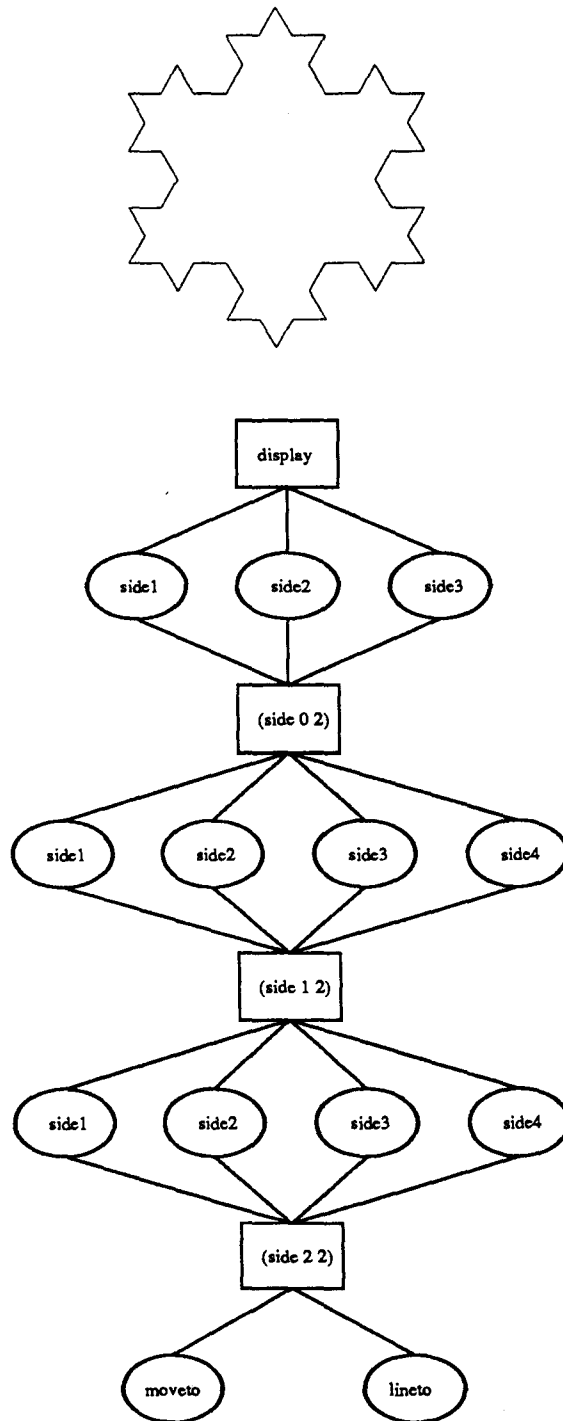 display
side1 side2 side3
(side 0 2)
side1 side2 side3 side4
(side 1 2)
side1 side2 side3 side4
(side 2 2)
moveto lineto